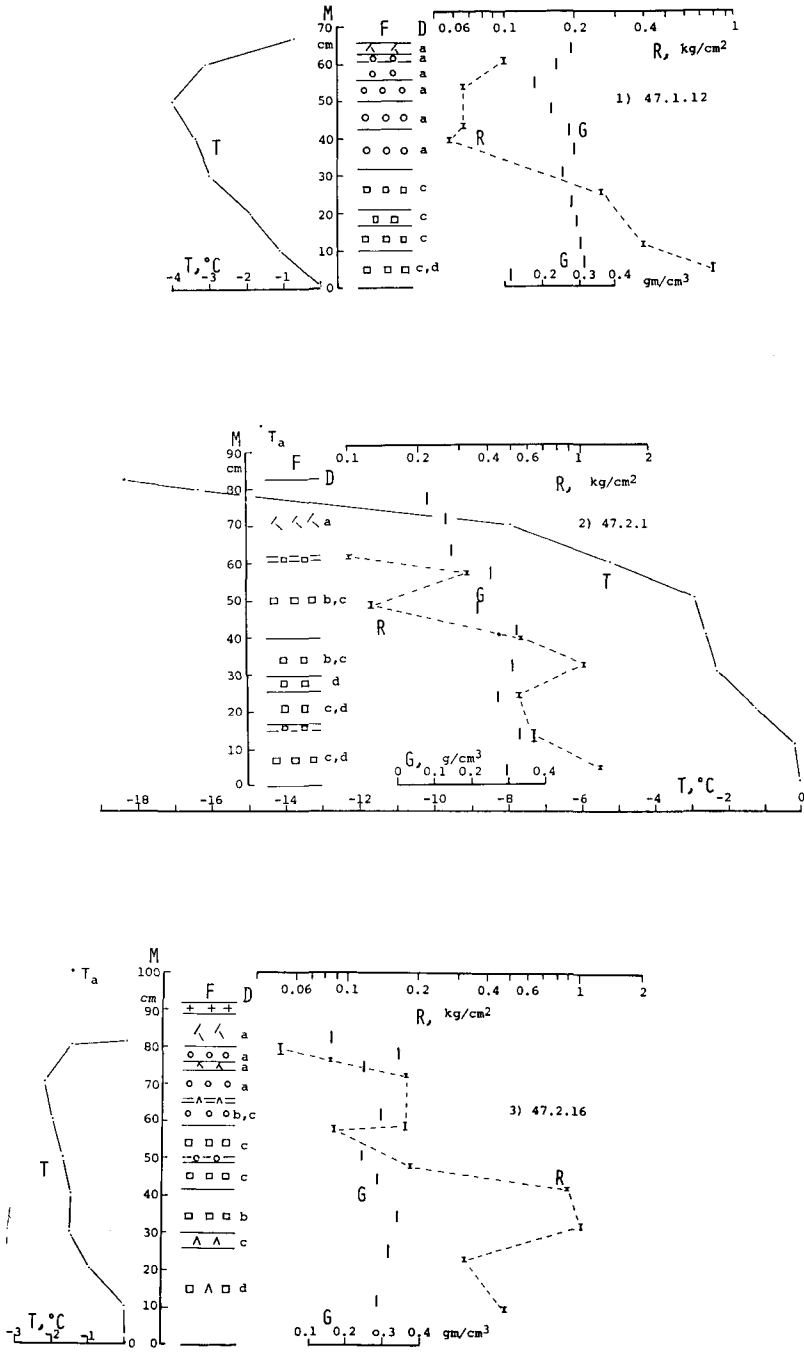 M F D 0.06 0.1 0.2 0.4 1
70
cm a R, kg/cm2
60 a
a
1) 47.1.12
50 a
a G
40 T R
a
30
c
20 c
c
10 T,°C G
c,d 0.2 0.3 0.4
-4 -3 -2 -1 0 gm/cm3
M Ta
90 F 0.1 0.2 0.4 0.6 1 2
cm D
80 R, kg/cm2
70 a 2) 47.2.1
60 T
G
50 b,c
R
40
b,c
30 d
20 c,d
10 c,d G, g/cm3
0 0.1 0.2 0.4
0 T,°C
-18 -16 -14 -12 -10 -8 -6 -4 -2 0
M
100
Ta 0.06 0.1 0.2 0.4 1 2
cm F D
90 R, kg/cm2
a
80 a
a
70 a
b,c 3) 47.2.16
60
c
50 T
R
40 c G
b
30 c
20
d
10 G
T,°C 0.1 0.2 0.3 0.4 gm/cm3
-3 -2 -1 0